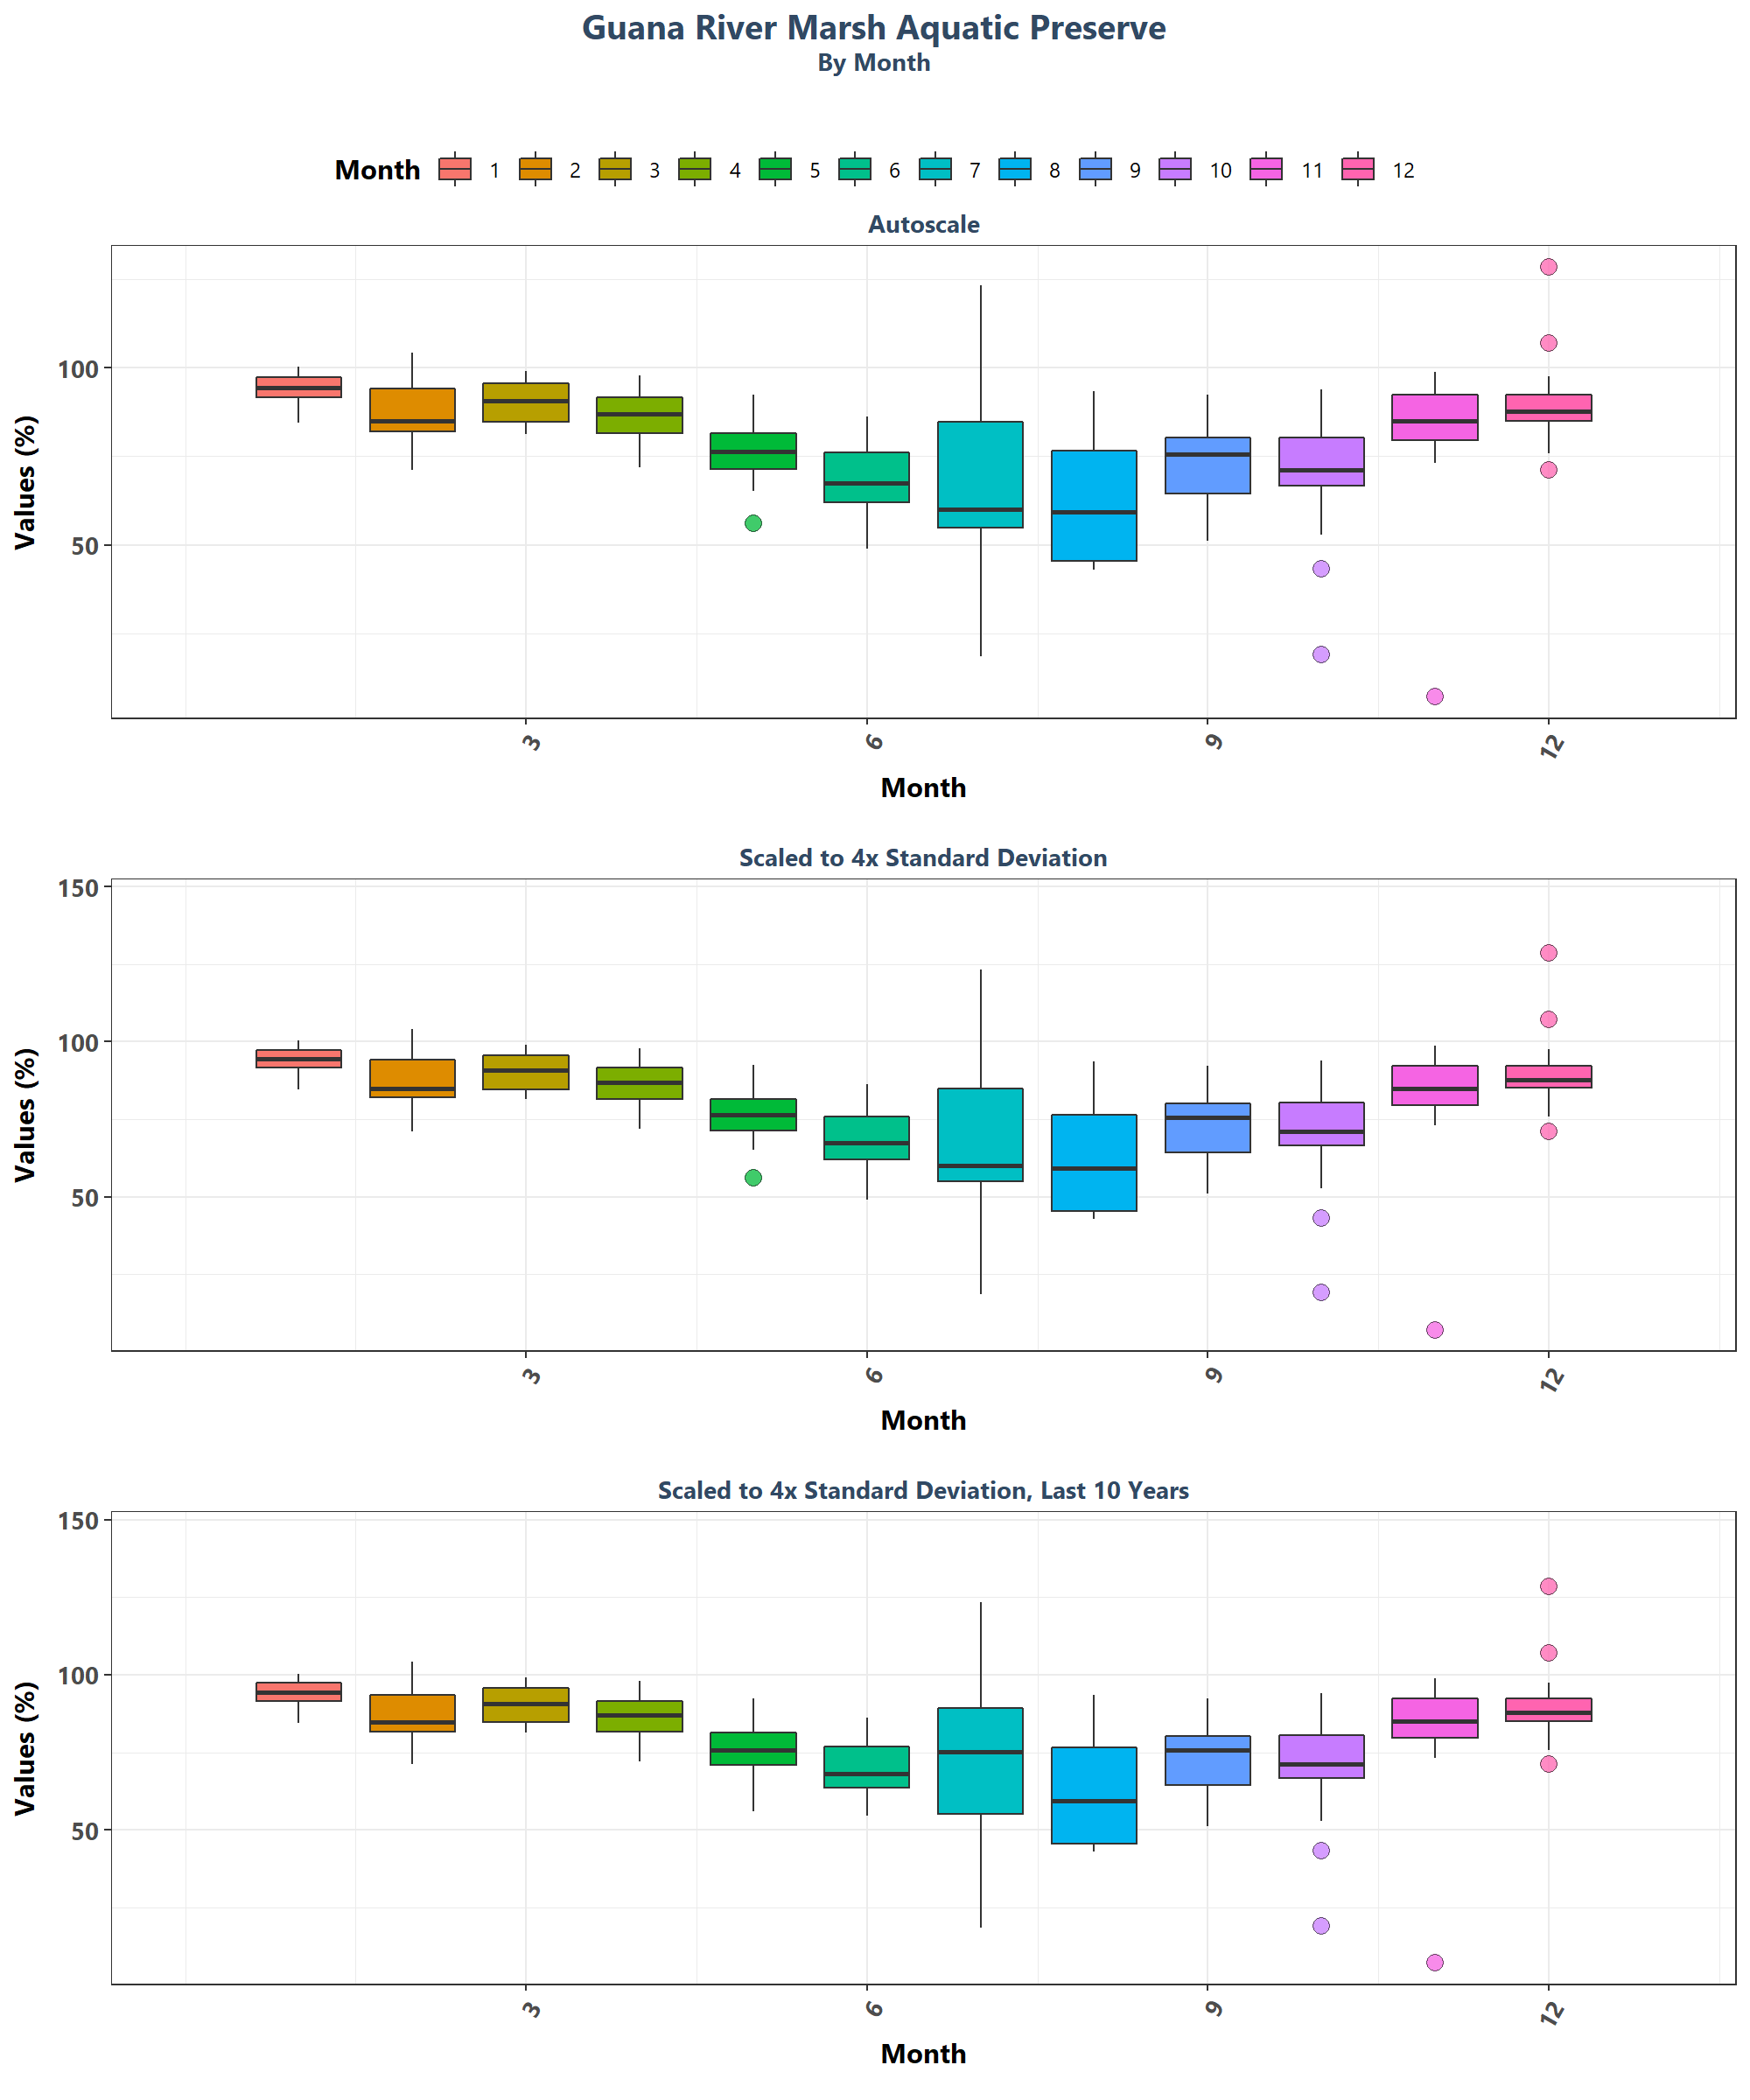 Guana River Marsh Aquatic Preserve
By Month
Month 1 2 3 4 5 6 7 8 9 10 11 12
Autoscale
Values (%)
100
50
3 6 9 12
Month
Scaled to 4x Standard Deviation
Values (%)
150
100
50
3 6 9 12
Month
Scaled to 4x Standard Deviation, Last 10 Years
Values (%)
150
100
50
3 6 9 12
Month